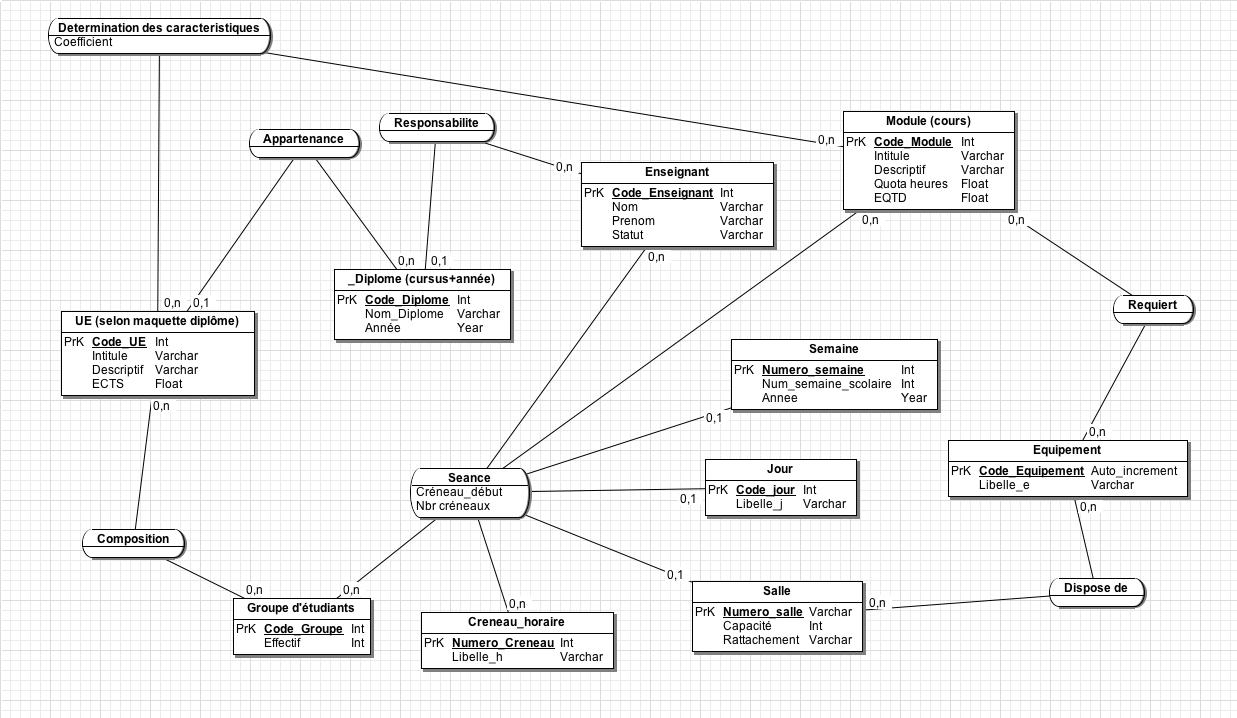 Determination des caracteristiques
Coefficient
Appartenance
Responsabilite
0,n
Enseignant
PrK Code_Enseignant Int
Nom Varchar
Prenom Varchar
Statut Varchar
0,n
0,n
Module (cours)
PrK Code_Module Int
Intitule Varchar
Descriptif Varchar
Quota heures Float
EQTD Float
0,n
0,n
0,n
0,1
_Diplome (cursus+année)
PrK Code_Diplome Int
Nom_Diplome Varchar
Année Year
0,n
0,1
UE (selon maquette diplôme)
PrK Code_UE Int
Intitule Varchar
Descriptif Varchar
ECTS Float
0,n
Requiert
Semaine
PrK Numero_semaine Int
Num_semaine_scolaire Int
Annee Year
0,1
0,n
Equipement
PrK Code_Equipement Auto_increment
Libelle_e Varchar
0,n
Seance
Créneau_début
Nbr créneaux
Jour
PrK Code_jour Int
Libelle_j Varchar
0,1
Composition
0,n
0,n
Groupe d'étudiants
PrK Code_Groupe Int
Effectif Int
0,n
Creneau_horaire
PrK Numero_Creneau Int
Libelle_h Varchar
0,1
Salle
PrK Numero_salle Varchar
Capacité Int
Rattachement Varchar
0,n
Dispose de